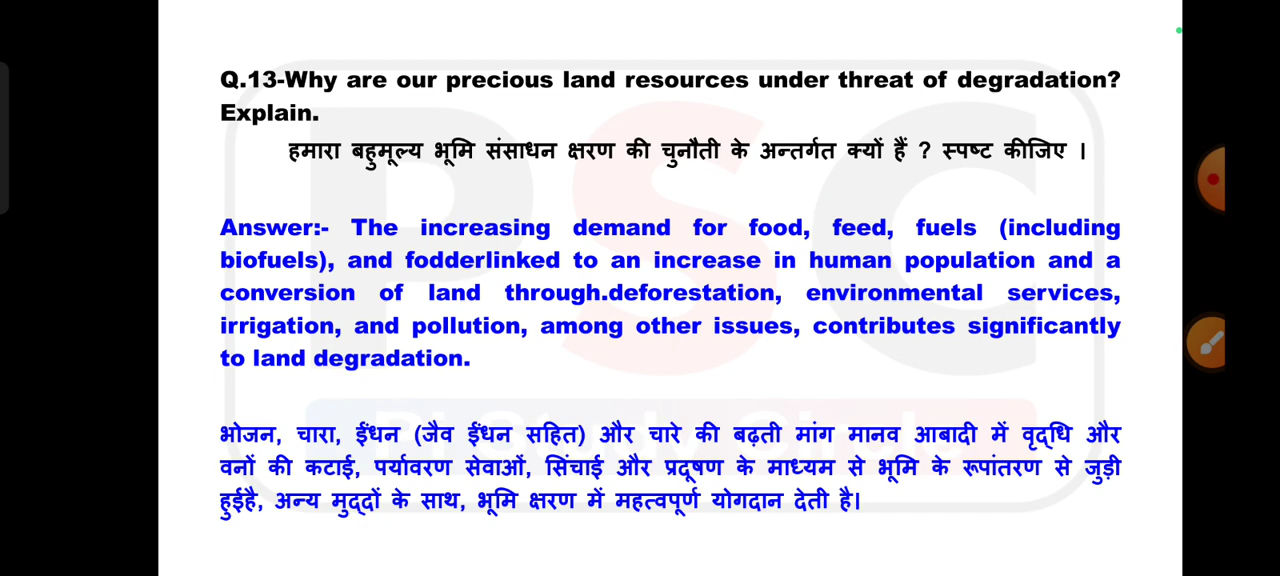 Q.13-Why are our precious land resources under threat of degradation?
Explain.
हमारा बहुमूल्य भूमि संसाधन क्षरण की चुनौती के अन्तर्गत क्यों हैं ? स्पष्ट कीजिए ।
Answer:- The increasing demand for food, feed, fuels (including
biofuels), and fodderlinked to an increase in human population and a
conversion of land through.deforestation, environmental services,
irrigation, and pollution, among other issues, contributes significantly
to land degradation.
भोजन, चारा, ईंधन (जैव ईंधन सहित) और चारे की बढ़ती मांग मानव आबादी में वृद्धि और
वनों की कटाई, पर्यावरण सेवाओं, सिंचाई और प्रदूषण के माध्यम से भूमि के रूपांतरण से जुड़ी
हुईहै, अन्य मुद्दों के साथ, भूमि क्षरण में महत्वपूर्ण योगदान देती है।
PSC